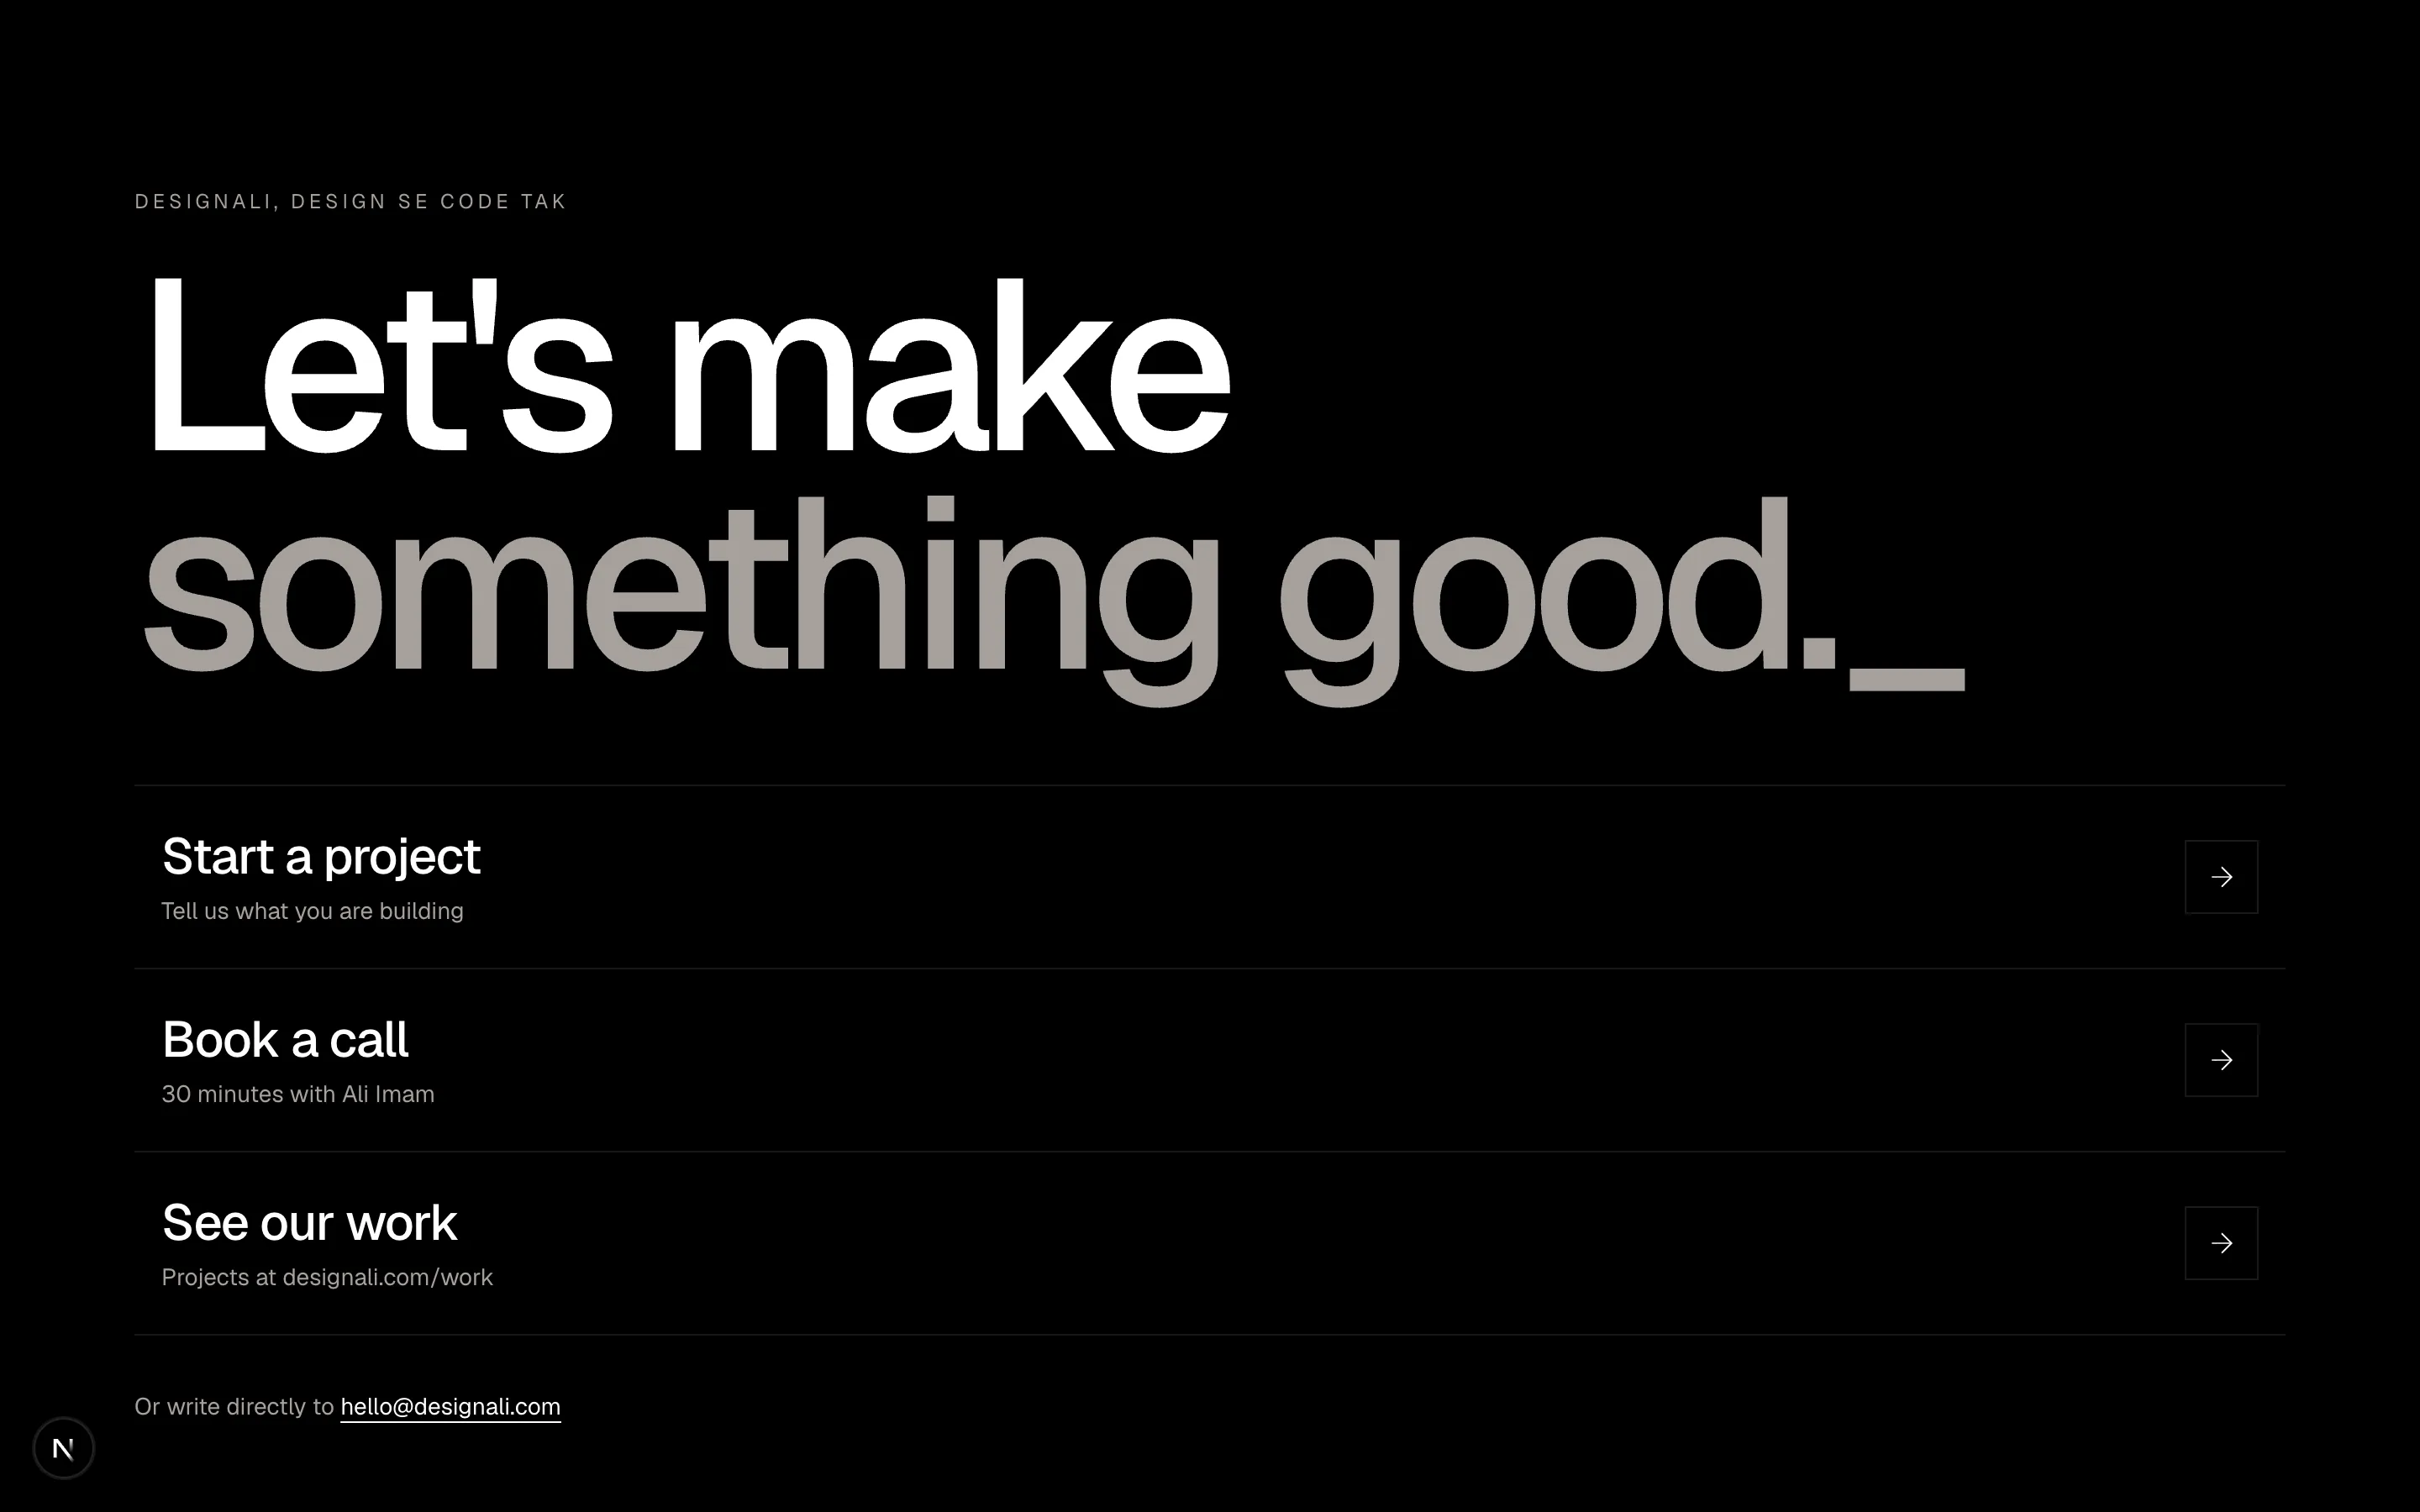 DESIGNALI, DESIGN SE CODE TAK
Let's make
something good._
Start a project
Tell us what you are building
Book a call
30 minutes with Ali Imam
See our work
Projects at designali.com/work
Or write directly to hello@designali.com
N